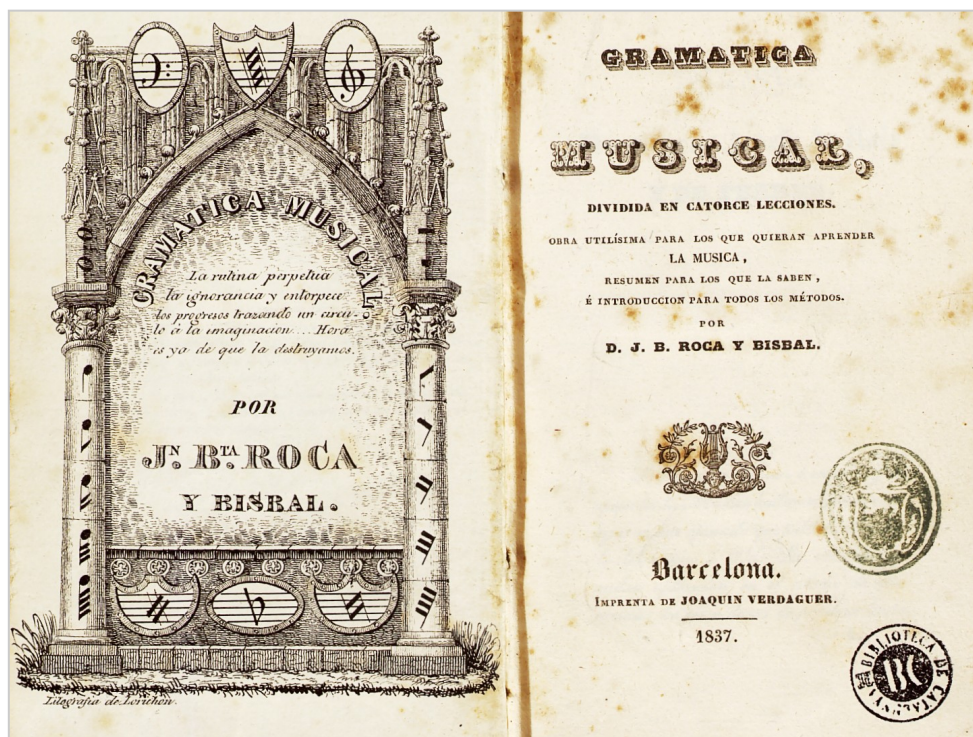 GRAMATICA MUSICAL.
La rutina perpetua
la ignorancia y entorpece
los progresos trazando un circu-
lo á la imaginacion.... Hora
es ya de que la destruyamos.
POR
Jⁿ. Bᵀᴬ. ROCA
Y BISBAL.
Litografia de Lorichon.
GRAMATICA
MUSICAL,
DIVIDIDA EN CATORCE LECCIONES.
OBRA UTILÍSIMA PARA LOS QUE QUIERAN APRENDER
LA MUSICA,
RESUMEN PARA LOS QUE LA SABEN,
É INTRODUCCION PARA TODOS LOS MÉTODOS.
POR
D. J. B. ROCA Y BISBAL.
Barcelona.
IMPRENTA DE JOAQUIN VERDAGUER.
1837.
BIBLIOTECA DE CATALUNYA
BC